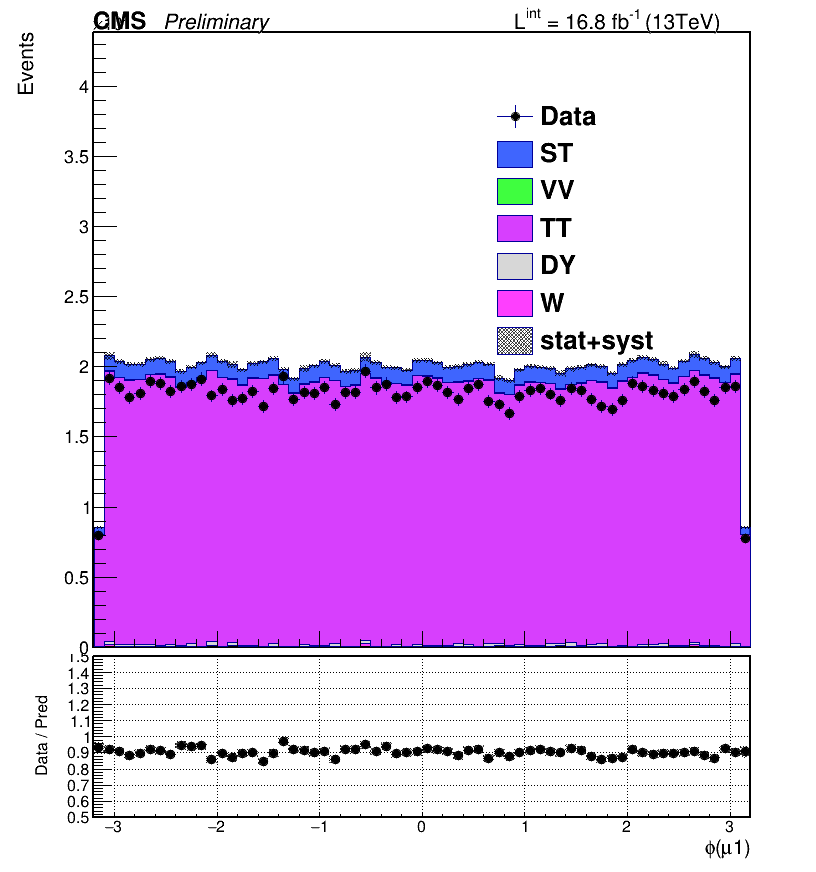 CMS Preliminary L^int = 16.8 fb^-1 (13TeV)
Events
4
3.5
3
2.5
2
1.5
1
0.5
0
Data
ST
VV
TT
DY
W
stat+syst
Data / Pred
1.5
1.4
1.3
1.2
1.1
1
0.9
0.8
0.7
0.6
0.5
−3 −2 −1 0 1 2 3
ϕ(μ1)